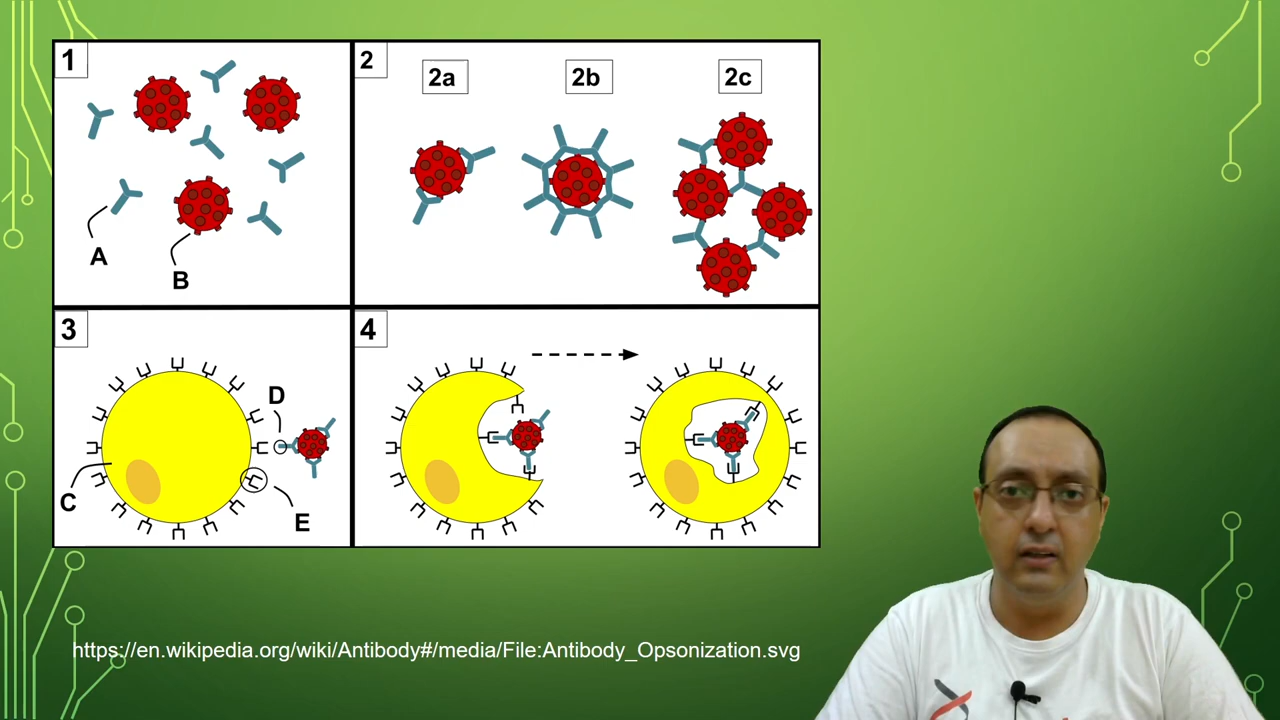 1
A
B
2
2a
2b
2c
3
C
D
E
4
https://en.wikipedia.org/wiki/Antibody#/media/File:Antibody_Opsonization.svg